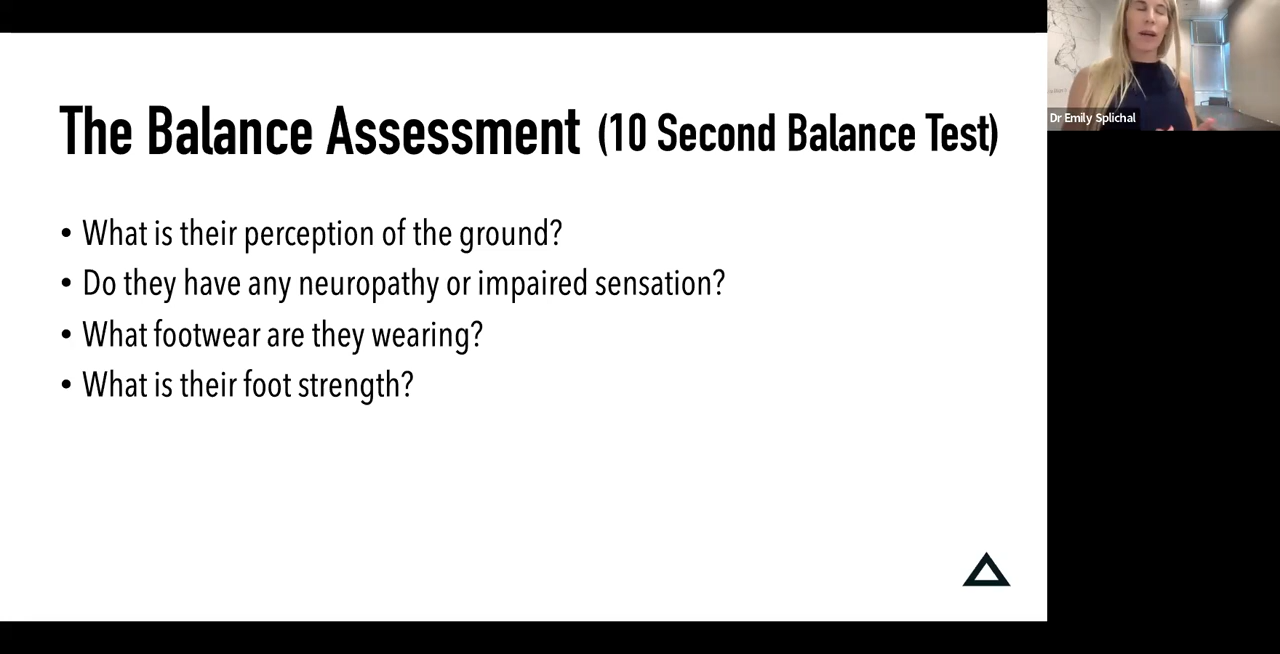 The Balance Assessment (10 Second Balance Test)
• What is their perception of the ground?
• Do they have any neuropathy or impaired sensation?
• What footwear are they wearing?
• What is their foot strength?
Dr Emily Splichal